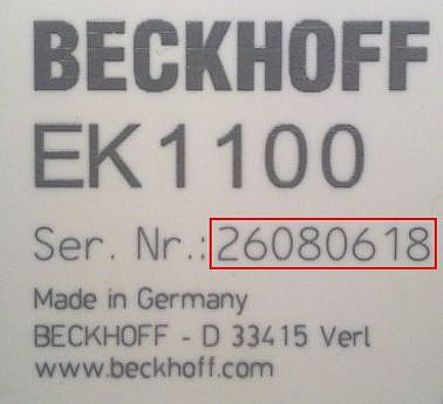 BECKHOFF
EK1100
Ser. Nr.: 26080618
Made in Germany
BECKHOFF - D 33415 Verl
www.beckhoff.com